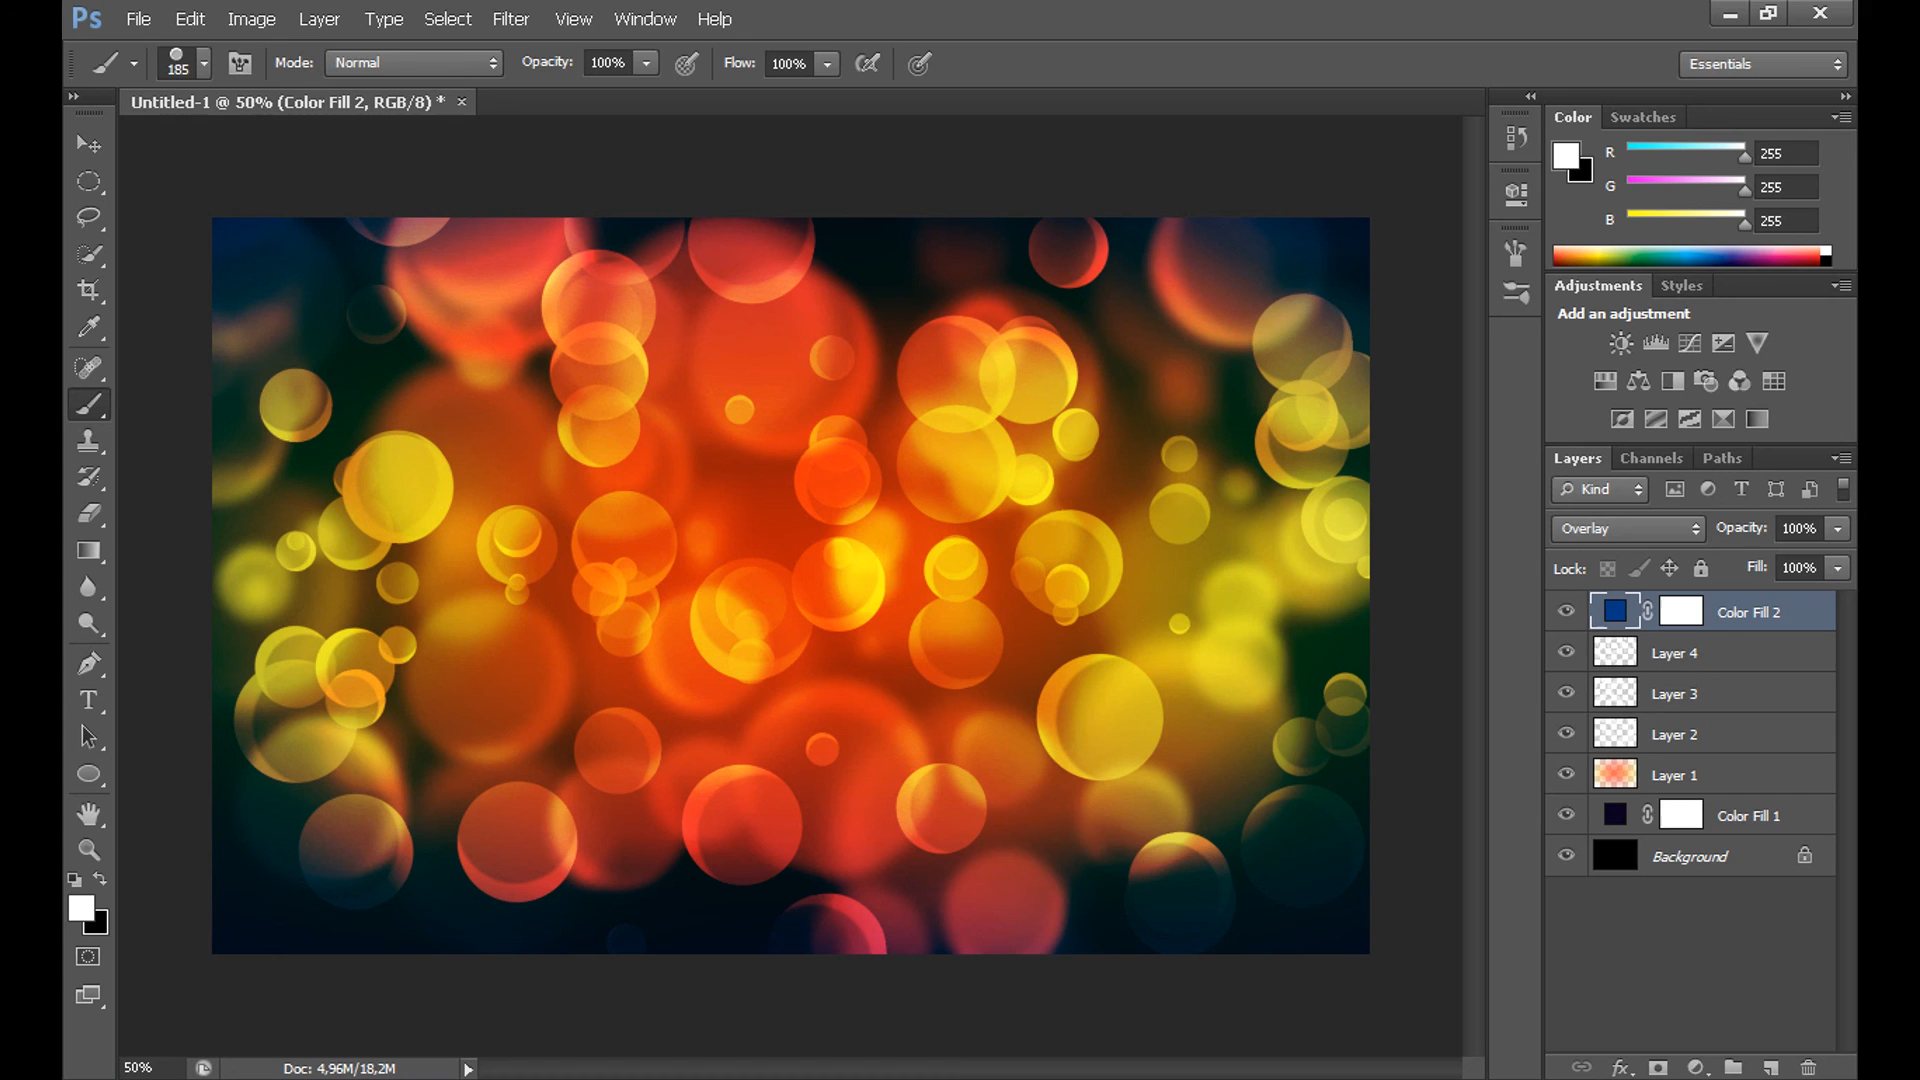 Ps File Edit Image Layer Type Select Filter View Window Help
185 Mode: Normal Opacity: 100% Flow: 100% Essentials
Untitled-1 @ 50% (Color Fill 2, RGB/8) * ×
Color Swatches
R 255
G 255
B 255
Adjustments Styles
Add an adjustment
Layers Channels Paths
Kind
Overlay Opacity: 100%
Lock: Fill: 100%
Color Fill 2
Layer 4
Layer 3
Layer 2
Layer 1
Color Fill 1
Background
50% Doc: 4,96M/18,2M
fx